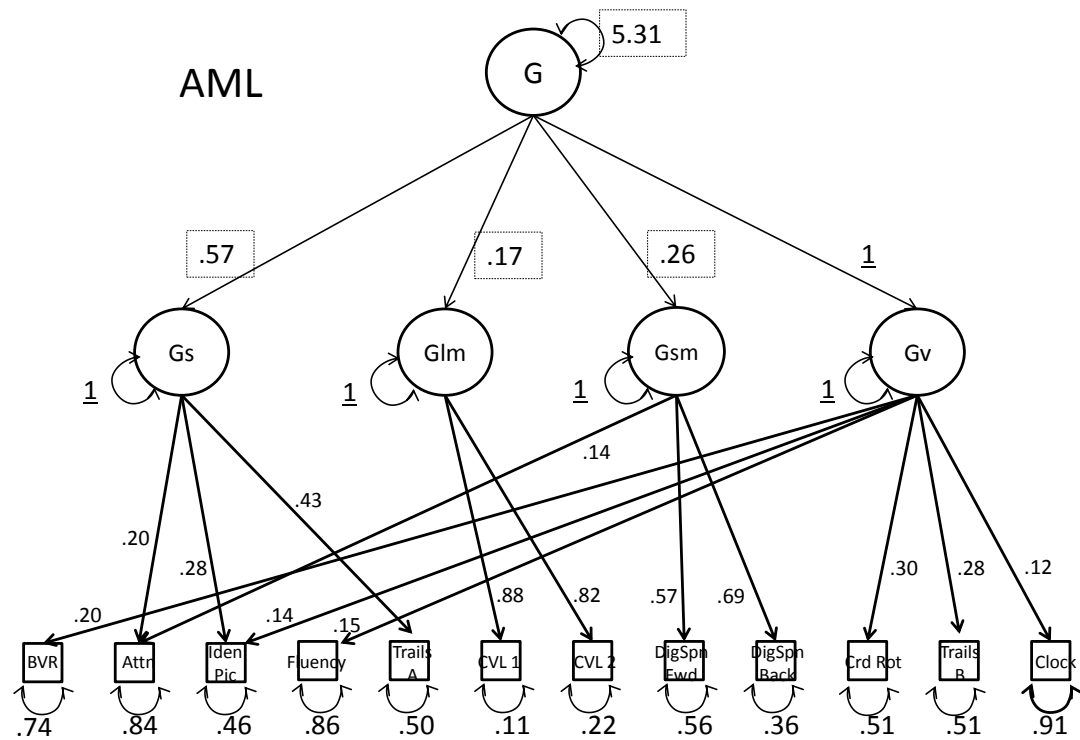 5.31
G
AML
.57
.17
.26
1
Gs
Glm
Gsm
Gv
1
1
1
1
.14
.43
.20
.28
.88
.82
.57
.69
.30
.28
.12
.20
.14
.15
BVR
Attn
Iden
Pic
Fluency
Trails
A
CVL 1
CVL 2
DigSpn
Fwd
DigSpn
Back
Crd Rot
Trails
B
Clock
.74
.84
.46
.86
.50
.11
.22
.56
.36
.51
.51
.91